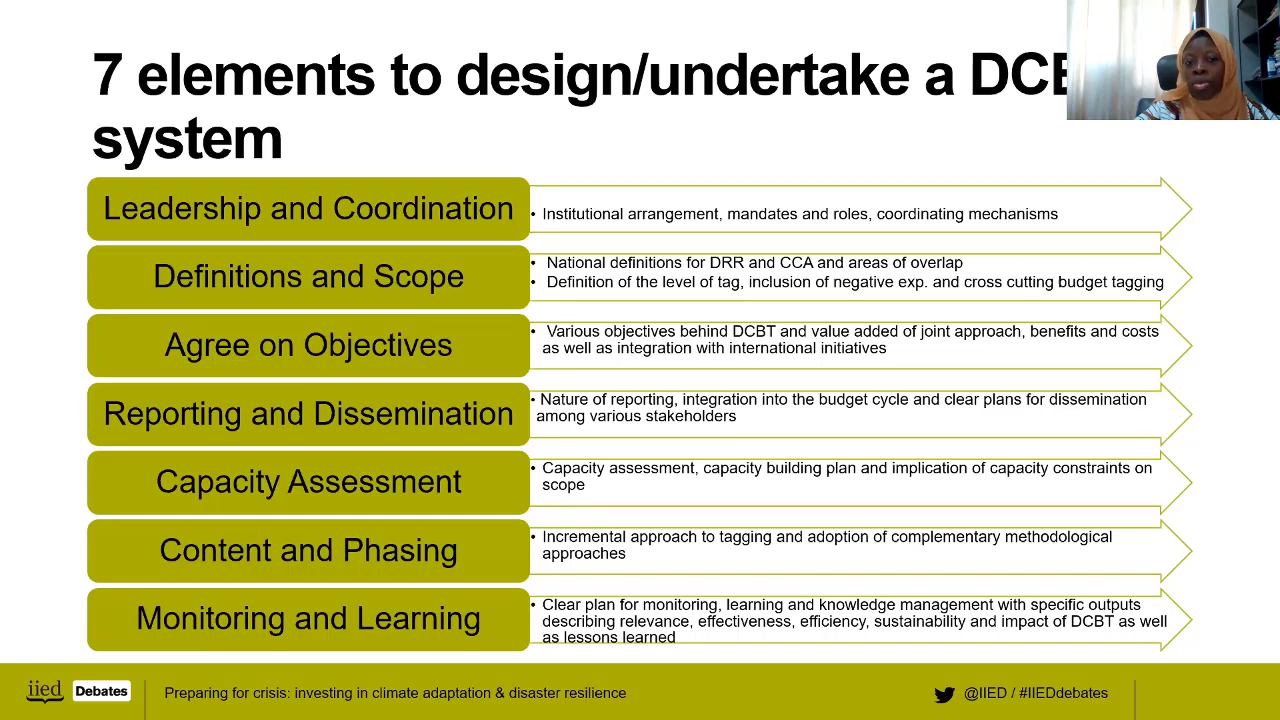 7 elements to design/undertake a
system
Leadership and Coordination
• Institutional arrangement, mandates and roles, coordinating mechanisms
Definitions and Scope
• National definitions for DRR and CCA and areas of overlap
• Definition of the level of tag, inclusion of negative exp. and cross cutting budget tagging
Agree on Objectives
• Various objectives behind DCBT and value added of joint approach, benefits and costs
as well as integration with international initiatives
Reporting and Dissemination
• Nature of reporting, integration into the budget cycle and clear plans for dissemination
among various stakeholders
Capacity Assessment
• Capacity assessment, capacity building plan and implication of capacity constraints on
scope
Content and Phasing
• Incremental approach to tagging and adoption of complementary methodological
approaches
Monitoring and Learning
• Clear plan for monitoring, learning and knowledge management with specific outputs
describing relevance, effectiveness, efficiency, sustainability and impact of DCBT as well
as lessons learned
iied Debates
Preparing for crisis: investing in climate adaptation & disaster resilience
@IIED / #IIEDdebates